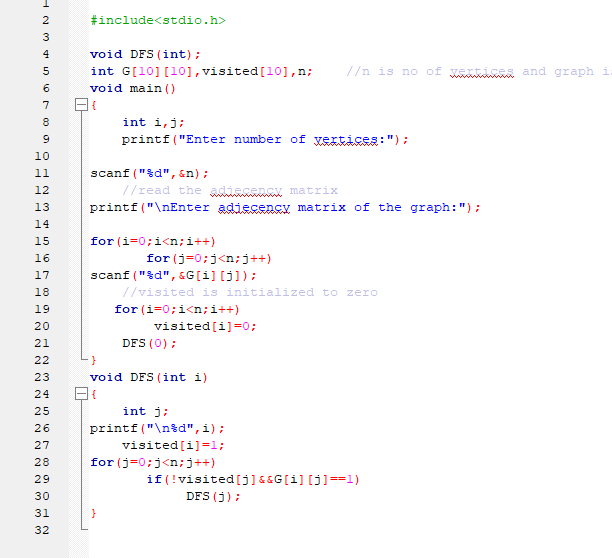 1
2 #include<stdio.h>
3
4 void DFS(int);
5 int G[10][10],visited[10],n; //n is no of vertices and graph i
6 void main()
7 {
8 int i,j;
9 printf("Enter number of vertices:");
10
11 scanf("%d",&n);
12 //read the adjecency matrix
13 printf("\nEnter adjecency matrix of the graph:");
14
15 for(i=0;i<n;i++)
16 for(j=0;j<n;j++)
17 scanf("%d",&G[i][j]);
18 //visited is initialized to zero
19 for(i=0;i<n;i++)
20 visited[i]=0;
21 DFS(0);
22 }
23 void DFS(int i)
24 {
25 int j;
26 printf("\n%d",i);
27 visited[i]=1;
28 for(j=0;j<n;j++)
29 if(!visited[j]&&G[i][j]==1)
30 DFS(j);
31 }
32